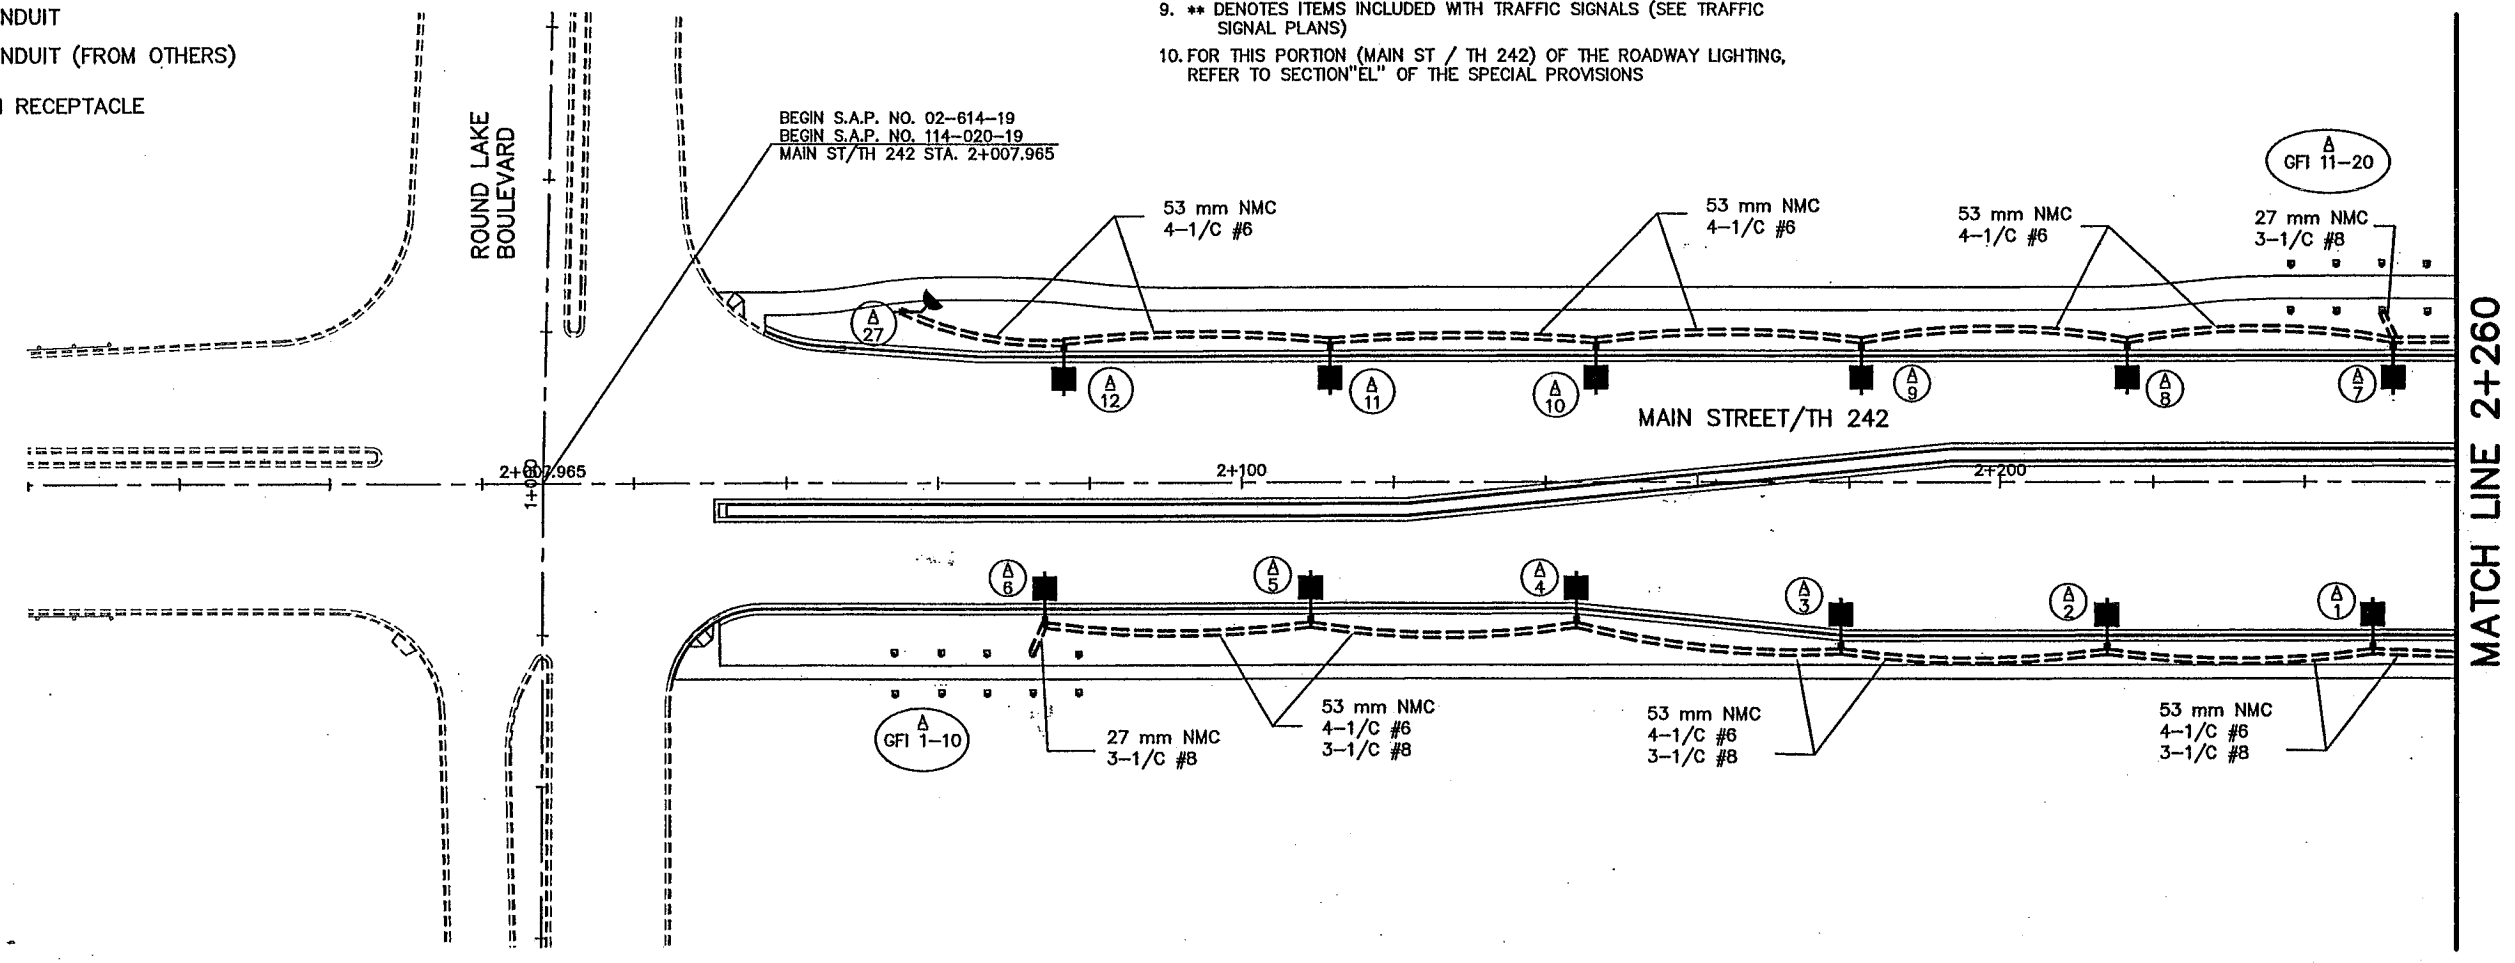 NDUIT
NDUIT (FROM OTHERS)
RECEPTACLE
9. ** DENOTES ITEMS INCLUDED WITH TRAFFIC SIGNALS (SEE TRAFFIC
SIGNAL PLANS)
10. FOR THIS PORTION (MAIN ST / TH 242) OF THE ROADWAY LIGHTING,
REFER TO SECTION"EL" OF THE SPECIAL PROVISIONS
BEGIN S.A.P. NO. 02-614-19
BEGIN S.A.P. NO. 114-020-19
MAIN ST/TH 242 STA. 2+007.965
ROUND LAKE
BOULEVARD
A
GFI 11-20
53 mm NMC
4-1/C #6
53 mm NMC
4-1/C #6
53 mm NMC
4-1/C #6
27 mm NMC
3-1/C #8
A
27
A
12
A
11
A
10
A
9
A
8
A
7
MAIN STREET/TH 242
2+007.965
2+100
2+200
MATCH LINE 2+260
A
6
A
5
A
4
A
3
A
2
A
1
A
GFI 1-10
27 mm NMC
3-1/C #8
53 mm NMC
4-1/C #6
3-1/C #8
53 mm NMC
4-1/C #6
3-1/C #8
53 mm NMC
4-1/C #6
3-1/C #8